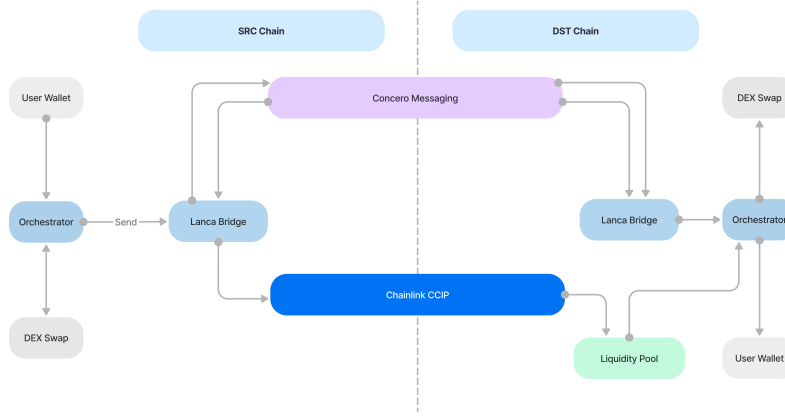 SRC Chain
DST Chain
User Wallet
Concero Messaging
DEX Swap
Orchestrator
Send
Lanca Bridge
Lanca Bridge
Orchestrator
Chainlink CCIP
DEX Swap
Liquidity Pool
User Wallet